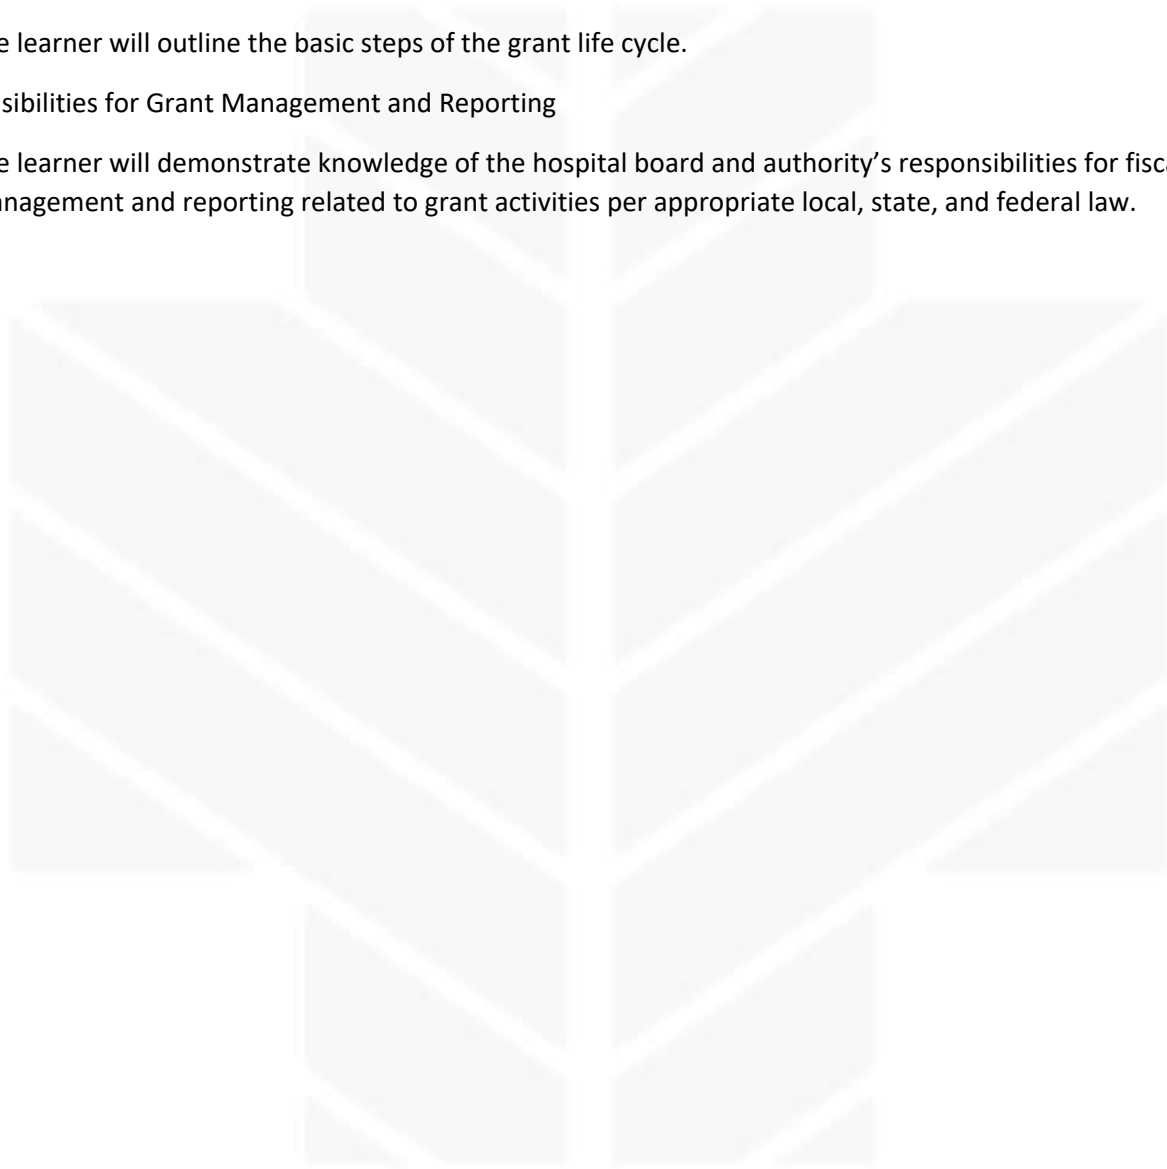 e learner will outline the basic steps of the grant life cycle.
sibilities for Grant Management and Reporting
e learner will demonstrate knowledge of the hospital board and authority’s responsibilities for fisca
nagement and reporting related to grant activities per appropriate local, state, and federal law.